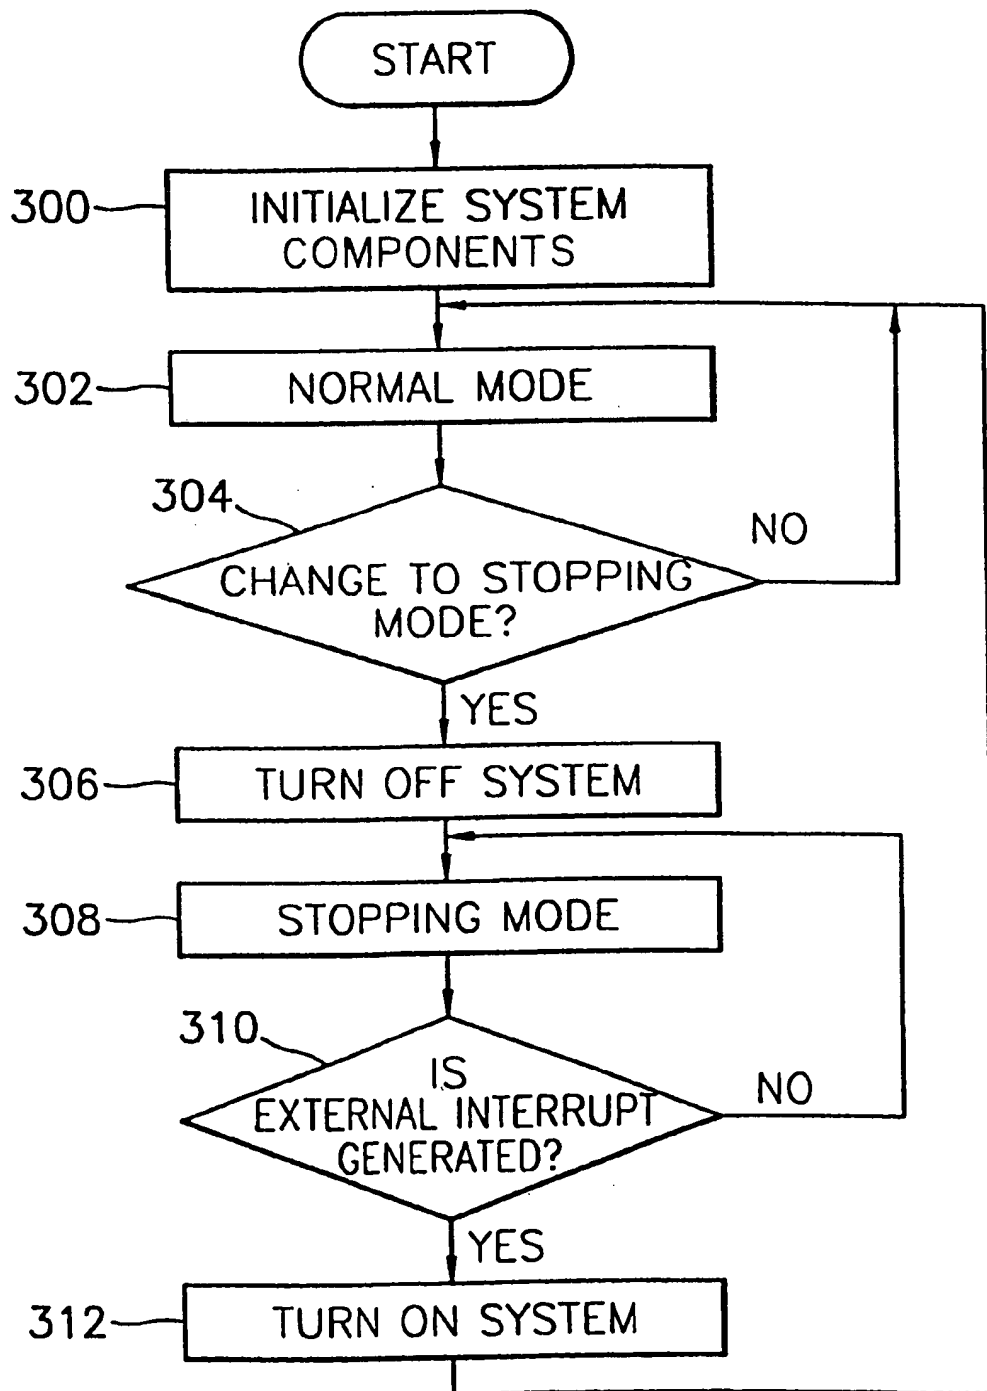 START
300
INITIALIZE SYSTEM
COMPONENTS
302
NORMAL MODE
304
NO
CHANGE TO STOPPING
MODE?
YES
306
TURN OFF SYSTEM
308
STOPPING MODE
310
IS
EXTERNAL INTERRUPT
GENERATED?
NO
YES
312
TURN ON SYSTEM